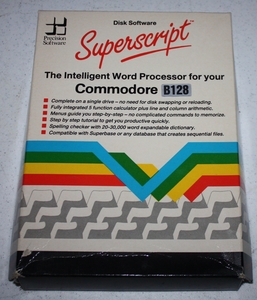 Disk Software
Precision
Software
Superscript™
The Intelligent Word Processor for your
Commodore B128
Complete on a single drive – no need for disk swapping or reloading.
Fully integrated 5 function calculator plus line and column arithmetic.
Menus guide you step-by-step – no complicated commands to memorize.
Step by step tutorial to get you productive quickly.
Spelling checker with 20-30,000 word expandable dictionary.
Compatible with Superbase or any database that creates sequential files.